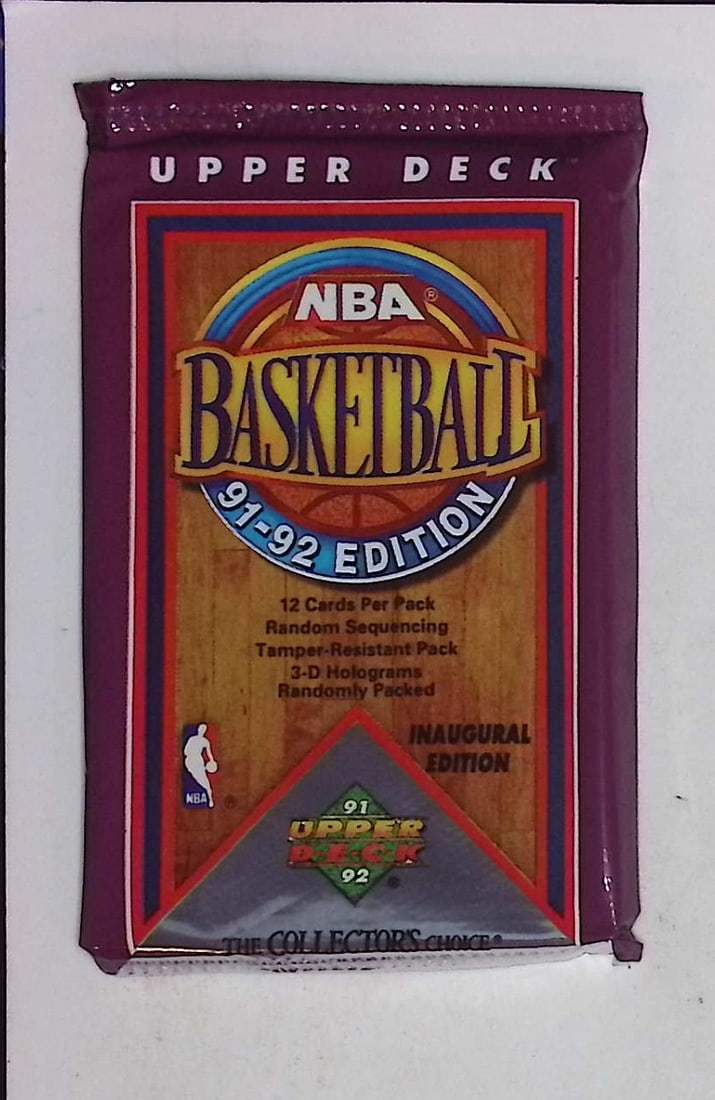 UPPER DECK™
NBA®
BASKETBALL
91-92 EDITION
12 Cards Per Pack
Random Sequencing
Tamper-Resistant Pack
3-D Holograms
Randomly Packed
INAUGURAL
EDITION
NBA ®
91
UPPER
DECK
92 ®
THE COLLECTOR'S CHOICE®